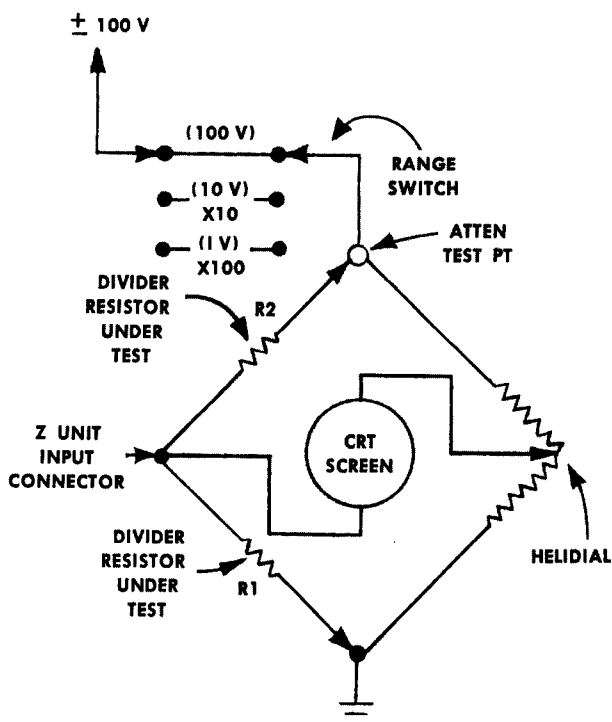 ± 100 V
(100 V)
RANGE
SWITCH
(10 V)
X10
(1 V)
X100
ATTEN
TEST PT
DIVIDER
RESISTOR
UNDER
TEST
R2
Z UNIT
INPUT
CONNECTOR
CRT
SCREEN
HELIDIAL
DIVIDER
RESISTOR
UNDER
TEST
R1